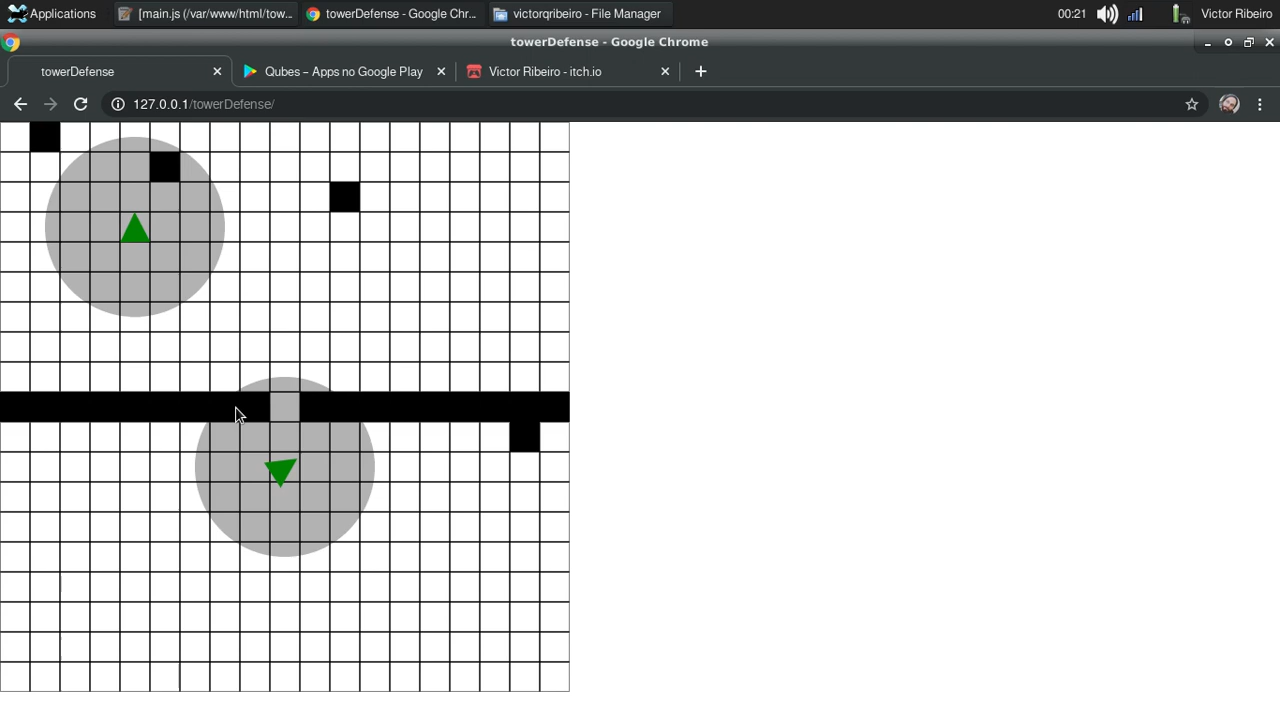 Applications [main.js (/var/www/html/tow... towerDefense - Google Chr... victorqribeiro - File Manager 00:21 Victor Ribeiro
towerDefense - Google Chrome
towerDefense Qubes – Apps no Google Play Victor Ribeiro - itch.io
127.0.0.1/towerDefense/